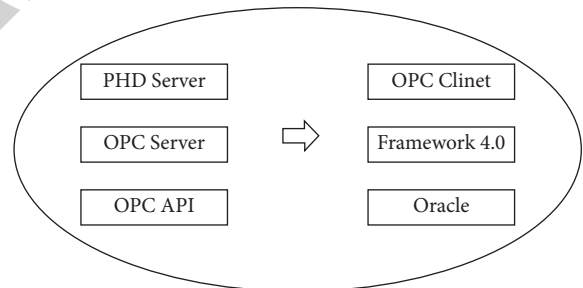 PHD Server
OPC Server
OPC API
OPC Clinet
Framework 4.0
Oracle